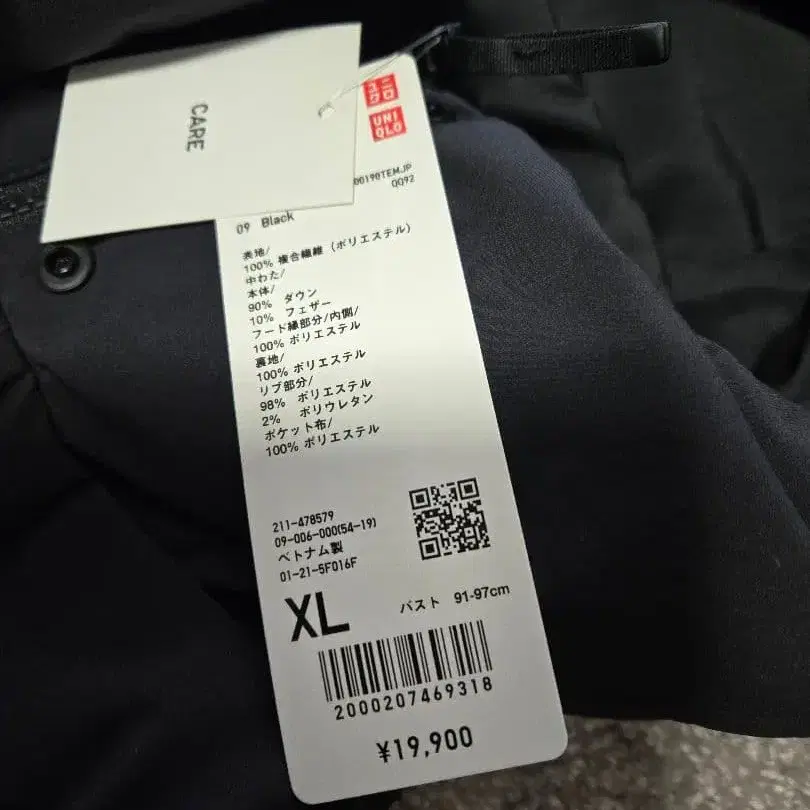 CARE
ユニ
クロ
UNI
QLO
00190TEMJP
QQ92
09 Black
表地/
100% 複合繊維 (ポリエステル)
中わた/
本体/
90% ダウン
10% フェザー
フード縁部分/内側/
100% ポリエステル
裏地/
100% ポリエステル
リブ部分/
98% ポリエステル
2% ポリウレタン
ポケット布/
100% ポリエステル
211-478579
09-006-000(54-19)
ベトナム製
01-21-5F016F
XL バスト 91-97cm
2000207469318
¥19,900